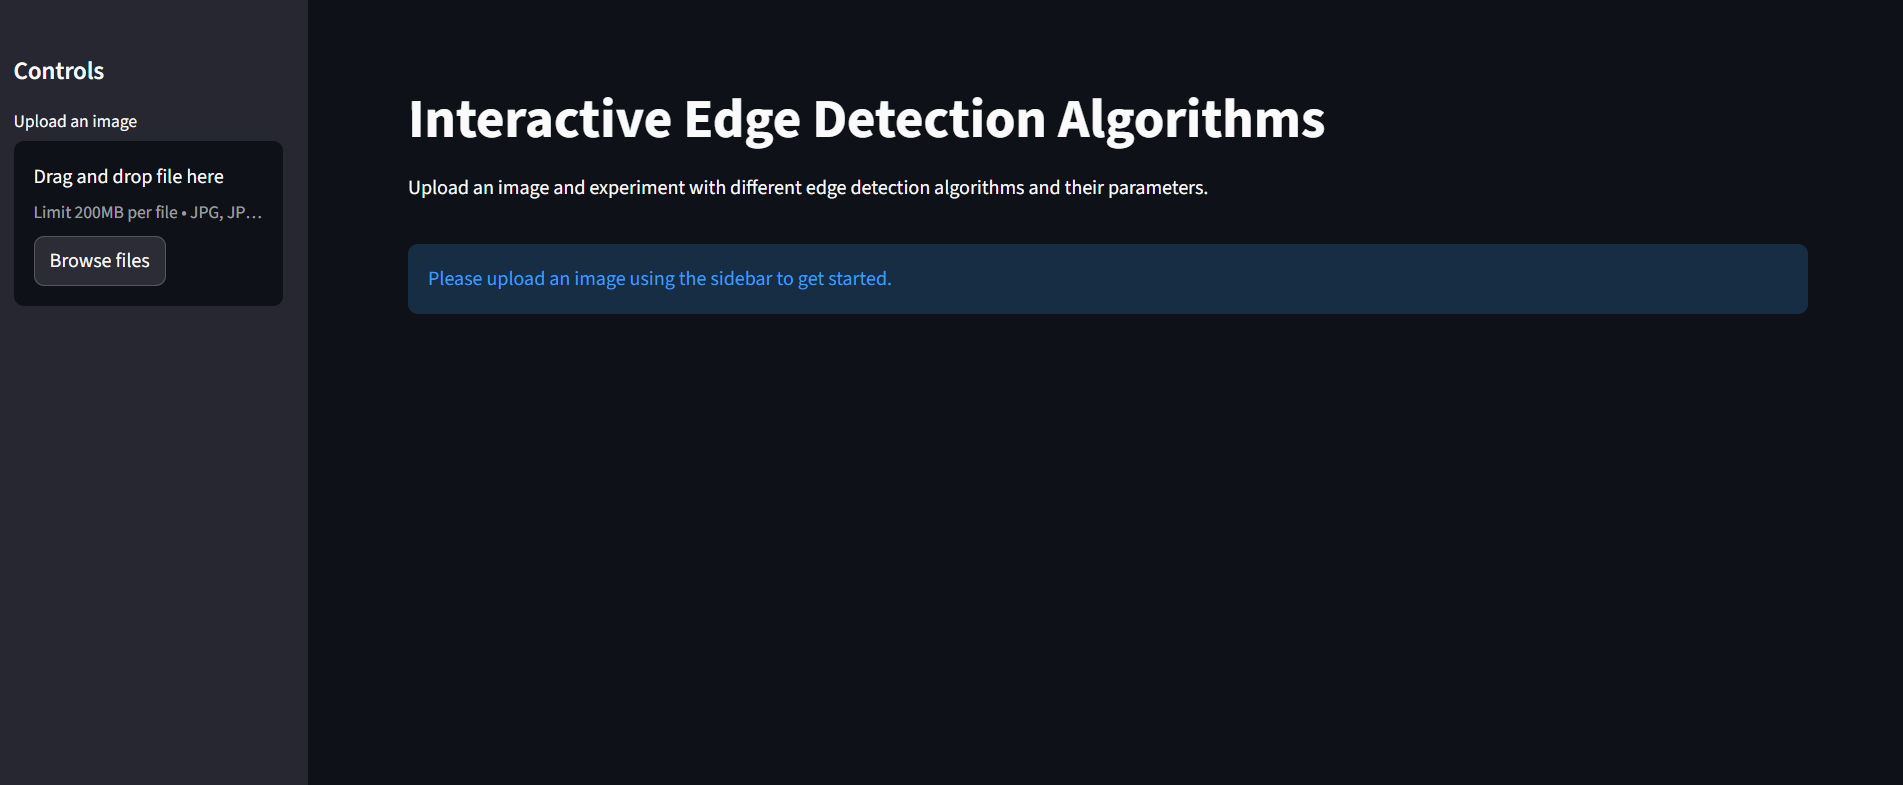 Controls
Upload an image
Drag and drop file here
Limit 200MB per file • JPG, JP...
Browse files
Interactive Edge Detection Algorithms
Upload an image and experiment with different edge detection algorithms and their parameters.
Please upload an image using the sidebar to get started.